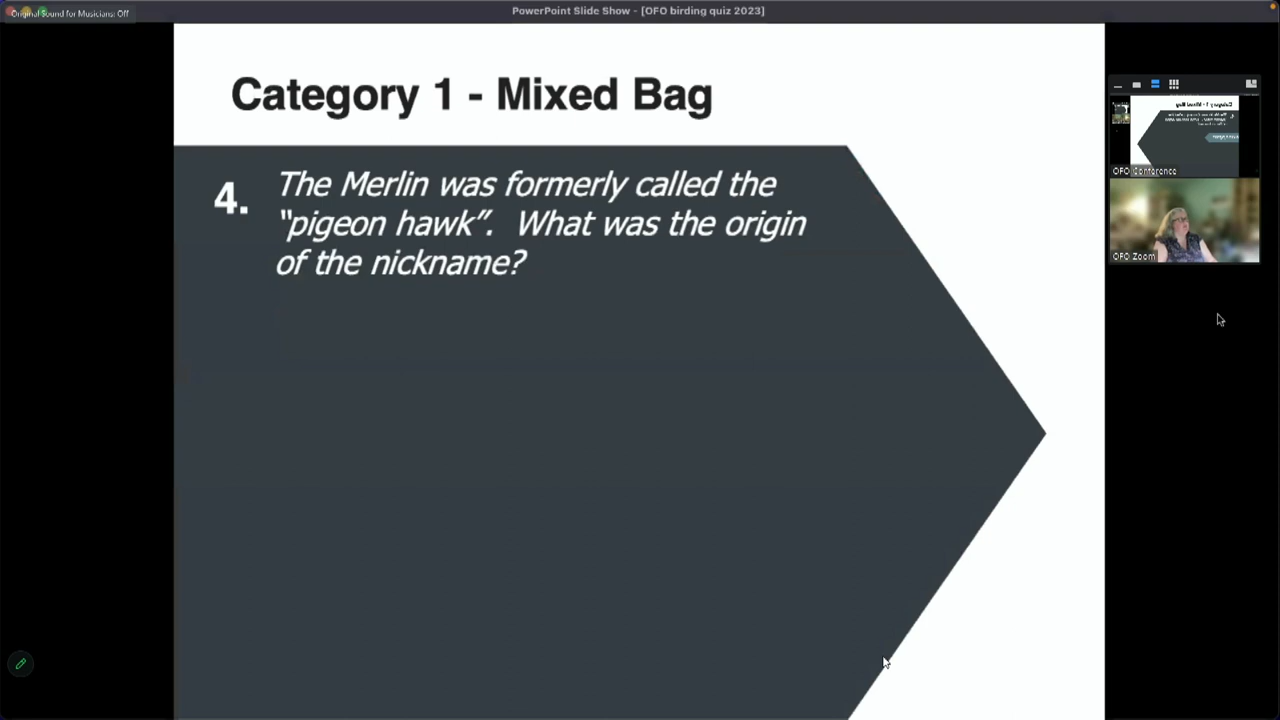 Original Sound for Musicians: Off
PowerPoint Slide Show - [OFO birding quiz 2023]
Category 1 - Mixed Bag
4. The Merlin was formerly called the
“pigeon hawk”. What was the origin
of the nickname?
OFO Conference
OFO Zoom